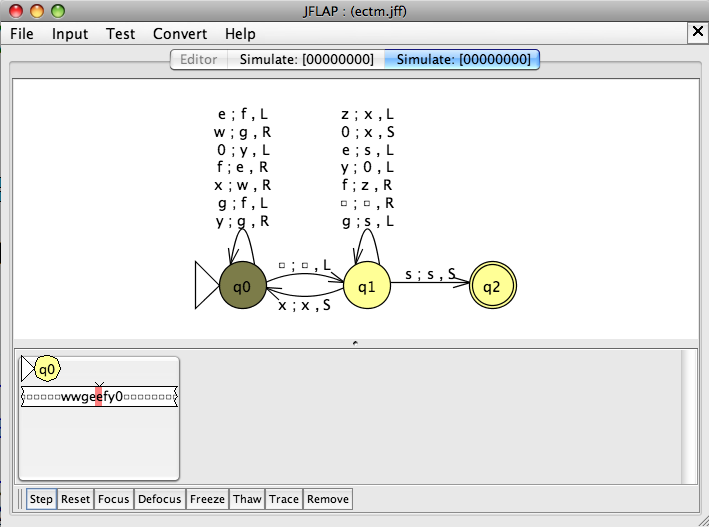 JFLAP : (ectm.jff)
File Input Test Convert Help
Editor Simulate: [00000000] Simulate: [00000000]
e ; f , L
w ; g , R
0 ; y , L
f ; e , R
x ; w , R
g ; f , L
y ; g , R
z ; x , L
0 ; x , S
e ; s , L
y ; 0 , L
f ; z , R
□ ; □ , R
g ; s , L
□ ; □ , L
s ; s , S
q0 q1 q2
x ; x , S
q0
□□□□□□wwgeefy0□□□□□□□□
Step Reset Focus Defocus Freeze Thaw Trace Remove